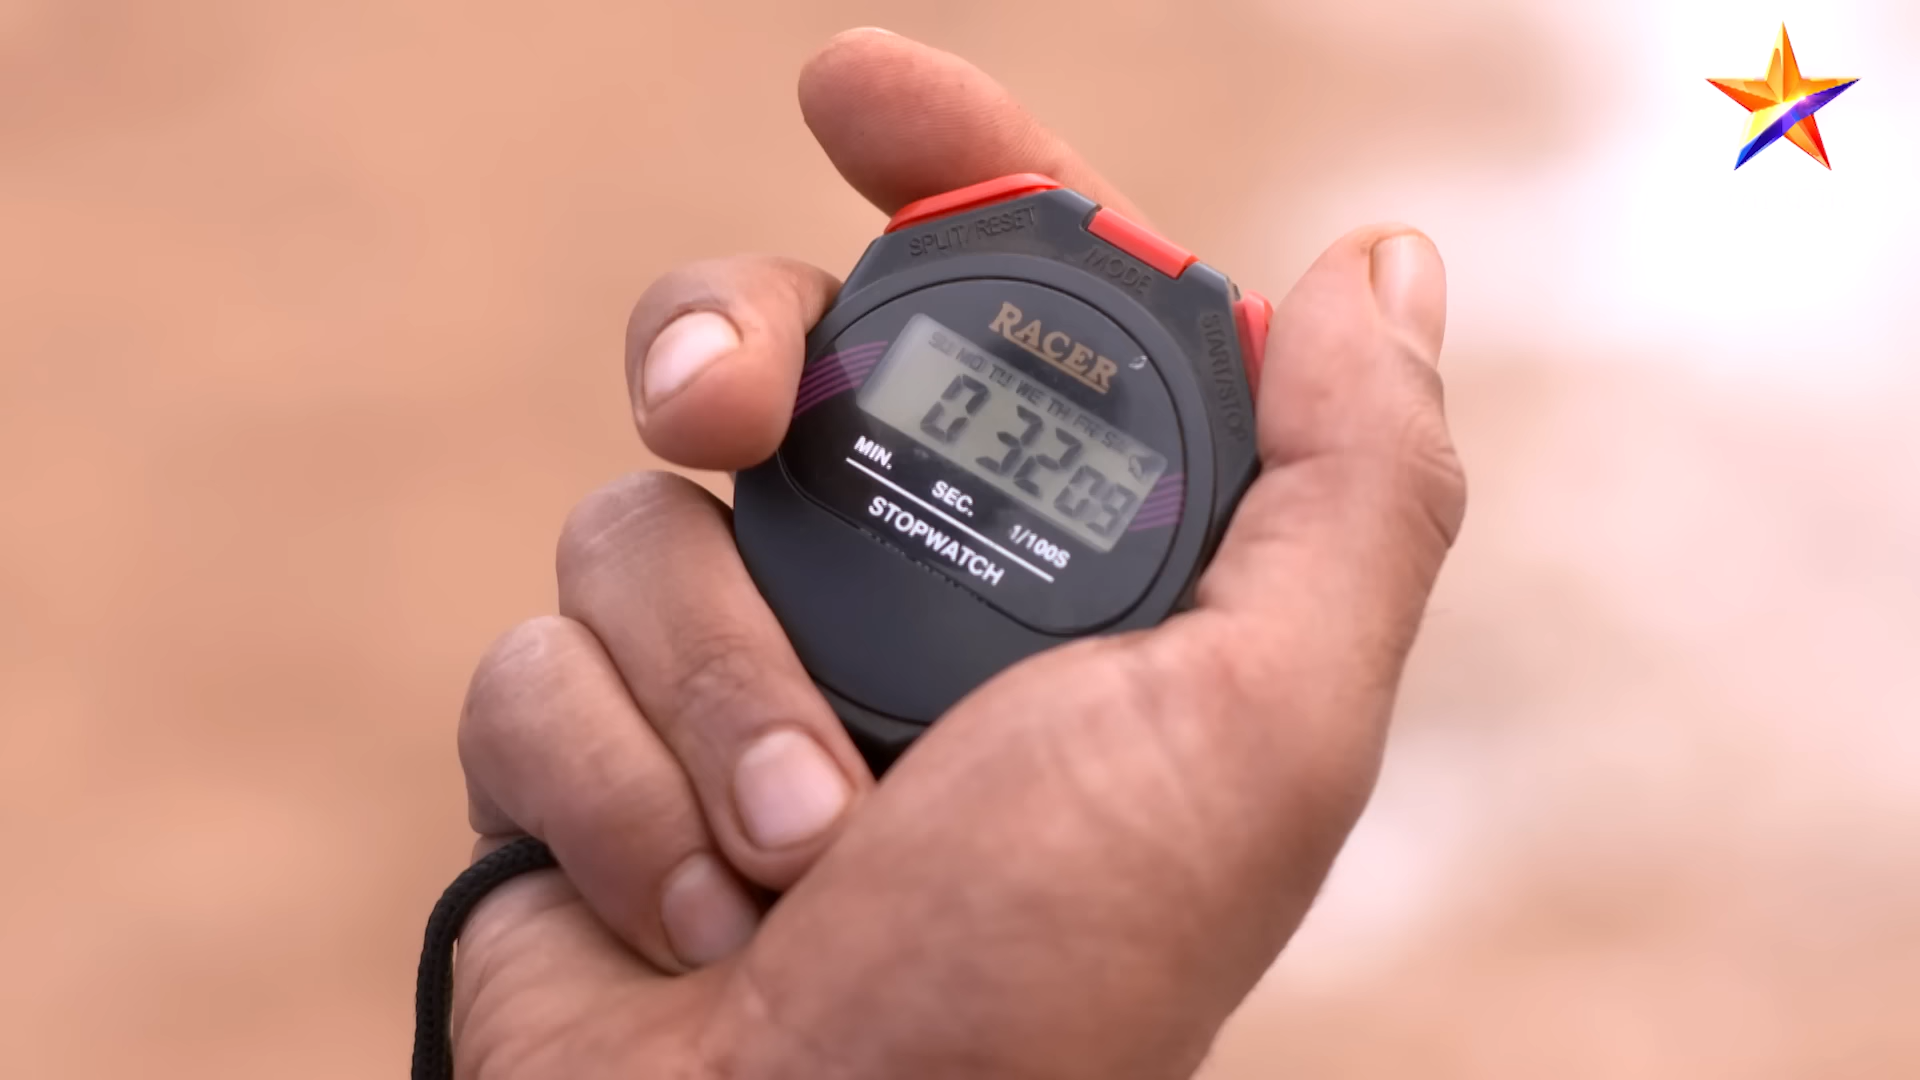 SPLIT/RESET
MODE
START/STOP
RACER
SU MO TU WE TH FR S
0 32 09
MIN.
SEC.
1/100S
STOPWATCH